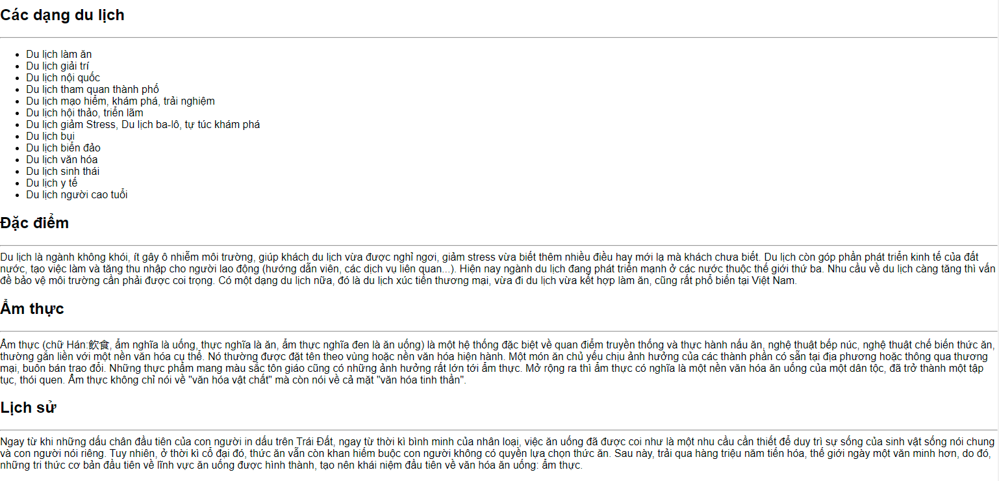 Các dạng du lịch
Du lịch làm ăn
Du lịch giải trí
Du lịch nội quốc
Du lịch tham quan thành phố
Du lịch mạo hiểm, khám phá, trải nghiệm
Du lịch hội thảo, triển lãm
Du lịch giảm Stress, Du lịch ba-lô, tự túc khám phá
Du lịch bụi
Du lịch biển đảo
Du lịch văn hóa
Du lịch sinh thái
Du lịch y tế
Du lịch người cao tuổi
Đặc điểm
Du lịch là ngành không khói, ít gây ô nhiễm môi trường, giúp khách du lịch vừa được nghỉ ngơi, giảm stress vừa biết thêm nhiều điều hay mới lạ mà khách chưa biết. Du lịch còn góp phần phát triển kinh tế của đất
nước, tạo việc làm và tăng thu nhập cho người lao động (hướng dẫn viên, các dịch vụ liên quan...). Hiện nay ngành du lịch đang phát triển mạnh ở các nước thuộc thế giới thứ ba. Nhu cầu về du lịch càng tăng thì vấn
đề bảo vệ môi trường cần phải được coi trọng. Có một dạng du lịch nữa, đó là du lịch xúc tiến thương mại, vừa đi du lịch vừa kết hợp làm ăn, cũng rất phổ biến tại Việt Nam.
Ẩm thực
Ẩm thực (chữ Hán:飲食, ẩm nghĩa là uống, thực nghĩa là ăn, ẩm thực nghĩa đen là ăn uống) là một hệ thống đặc biệt về quan điểm truyền thống và thực hành nấu ăn, nghệ thuật bếp núc, nghệ thuật chế biến thức ăn,
thường gắn liền với một nền văn hóa cụ thể. Nó thường được đặt tên theo vùng hoặc nền văn hóa hiện hành. Một món ăn chủ yếu chịu ảnh hưởng của các thành phần có sẵn tại địa phương hoặc thông qua thương
mại, buôn bán trao đổi. Những thực phẩm mang màu sắc tôn giáo cũng có những ảnh hưởng rất lớn tới ẩm thực. Mở rộng ra thì ẩm thực có nghĩa là một nền văn hóa ăn uống của một dân tộc, đã trở thành một tập
tục, thói quen. Ẩm thực không chỉ nói về "văn hóa vật chất" mà còn nói về cả mặt "văn hóa tinh thần".
Lịch sử
Ngay từ khi những dấu chân đầu tiên của con người in dấu trên Trái Đất, ngay từ thời kì bình minh của nhân loại, việc ăn uống đã được coi như là một nhu cầu cần thiết để duy trì sự sống của sinh vật sống nói chung
và con người nói riêng. Tuy nhiên, ở thời kì cổ đại đó, thức ăn vẫn còn khan hiếm buộc con người không có quyền lựa chọn thức ăn. Sau này, trải qua hàng triệu năm tiến hóa, thế giới ngày một văn minh hơn, do đó,
những tri thức cơ bản đầu tiên về lĩnh vực ăn uống được hình thành, tạo nên khái niệm đầu tiên về văn hóa ăn uống: ẩm thực.